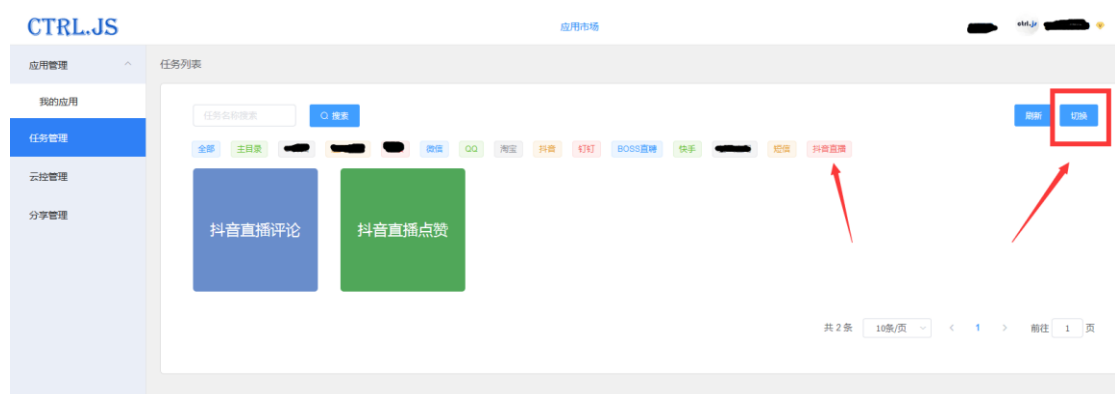 CTRL.JS
应用市场
ctrl.js
应用管理
我的应用
任务管理
云控管理
分享管理
任务列表
任务名称搜索 搜索 刷新 切换
全部 主目录 微信 QQ 淘宝 抖音 钉钉 BOSS直聘 快手 短信 抖音直播
抖音直播评论 抖音直播点赞
共 2 条 10条/页 1 前往 1 页